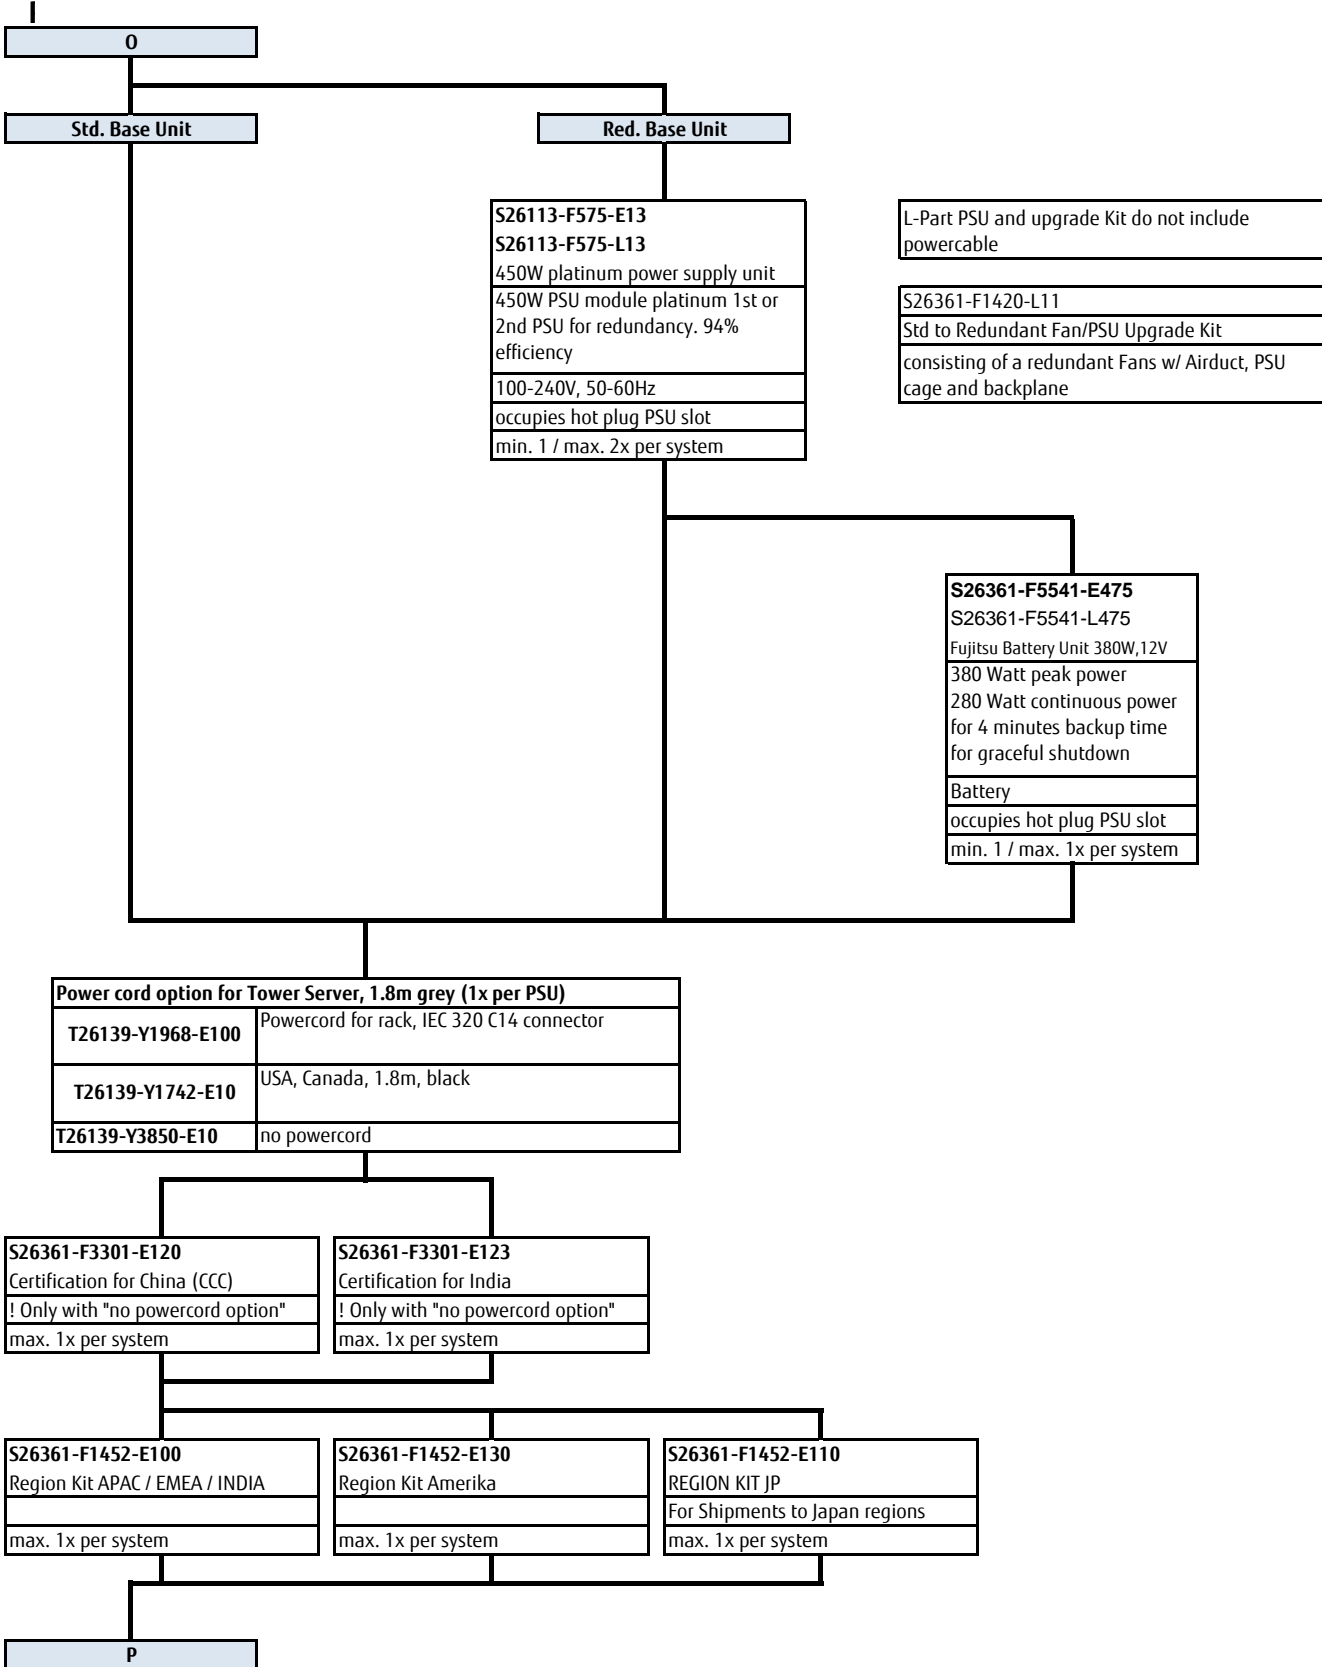 O
Std. Base Unit
Red. Base Unit
S26113-F575-E13
S26113-F575-L13
450W platinum power supply unit
450W PSU module platinum 1st or
2nd PSU for redundancy. 94%
efficiency
100-240V, 50-60Hz
occupies hot plug PSU slot
min. 1 / max. 2x per system
L-Part PSU and upgrade Kit do not include
powercable
S26361-F1420-L11
Std to Redundant Fan/PSU Upgrade Kit
consisting of a redundant Fans w/ Airduct, PSU
cage and backplane
S26361-F5541-E475
S26361-F5541-L475
Fujitsu Battery Unit 380W,12V
380 Watt peak power
280 Watt continuous power
for 4 minutes backup time
for graceful shutdown
Battery
occupies hot plug PSU slot
min. 1 / max. 1x per system
Power cord option for Tower Server, 1.8m grey (1x per PSU)
T26139-Y1968-E100 Powercord for rack, IEC 320 C14 connector
T26139-Y1742-E10 USA, Canada, 1.8m, black
T26139-Y3850-E10 no powercord
S26361-F3301-E120
Certification for China (CCC)
! Only with "no powercord option"
max. 1x per system
S26361-F3301-E123
Certification for India
! Only with "no powercord option"
max. 1x per system
S26361-F1452-E100
Region Kit APAC / EMEA / INDIA
max. 1x per system
S26361-F1452-E130
Region Kit Amerika
max. 1x per system
S26361-F1452-E110
REGION KIT JP
For Shipments to Japan regions
max. 1x per system
P